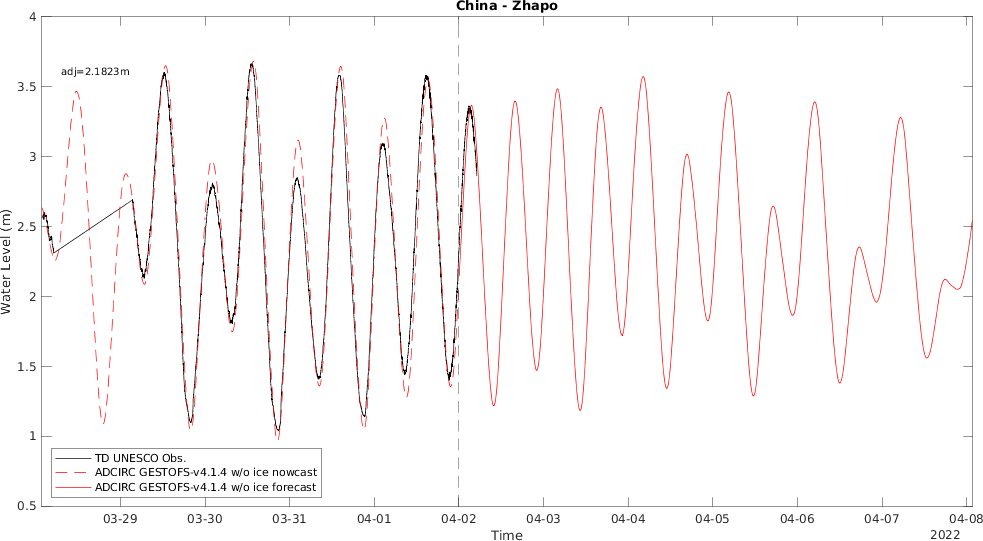 China - Zhapo
adj=2.1823m
4
3.5
3
2.5
2
1.5
1
0.5
Water Level (m)
TD UNESCO Obs.
ADCIRC GESTOFS-v4.1.4 w/o ice nowcast
ADCIRC GESTOFS-v4.1.4 w/o ice forecast
03-29 03-30 03-31 04-01 04-02 04-03 04-04 04-05 04-06 04-07 04-08
Time
2022